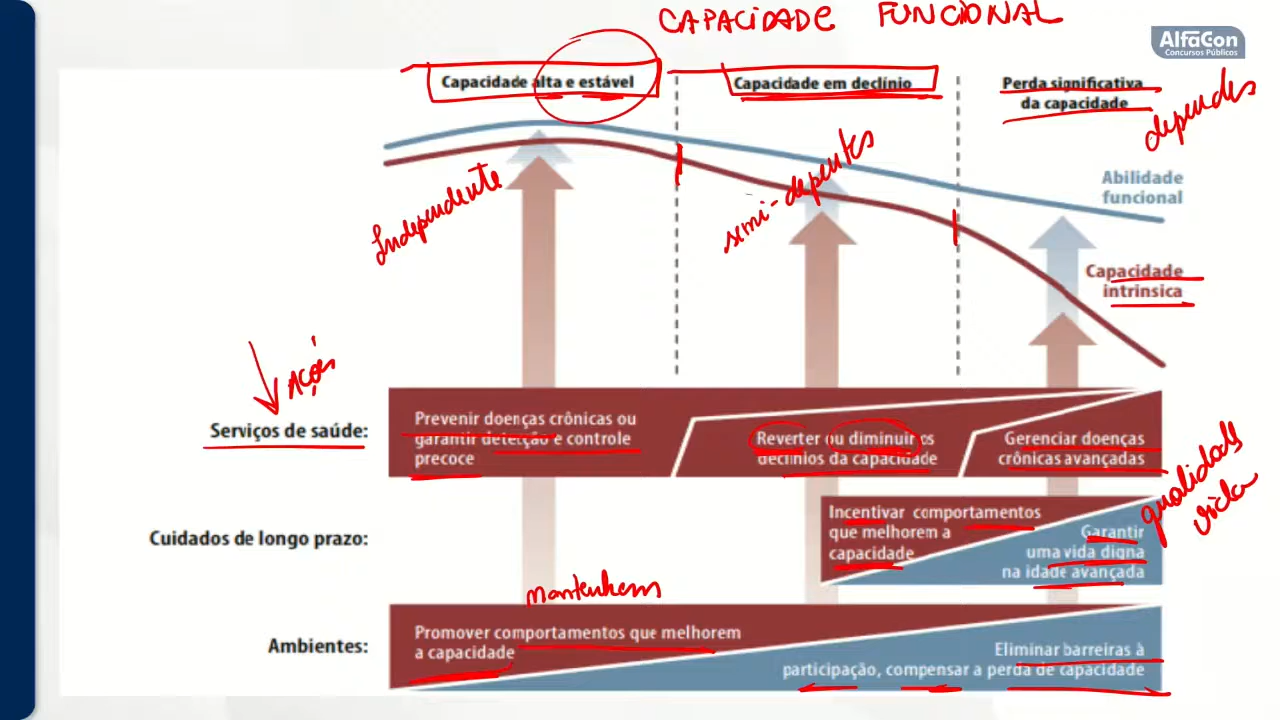 CAPACIDADE FUNCIONAL
AlfaCon
Concursos Públicos
Capacidade alta e estável
Capacidade em declínio
Perda significativa
da capacidade
dependes
Independente
semi-depentes
Abilidade
funcional
Capacidade
intrínsica
Ações
Serviços de saúde:
Prevenir doenças crônicas ou
garantir detecção e controle
precoce
Reverter ou diminuir os
declínios da capacidade
Gerenciar doenças
crônicas avançadas
qualidade
vida
Cuidados de longo prazo:
Incentivar comportamentos
que melhorem a
capacidade
Garantir
uma vida digna
na idade avançada
mantenham
Ambientes:
Promover comportamentos que melhorem
a capacidade
Eliminar barreiras à
participação, compensar a perda de capacidade